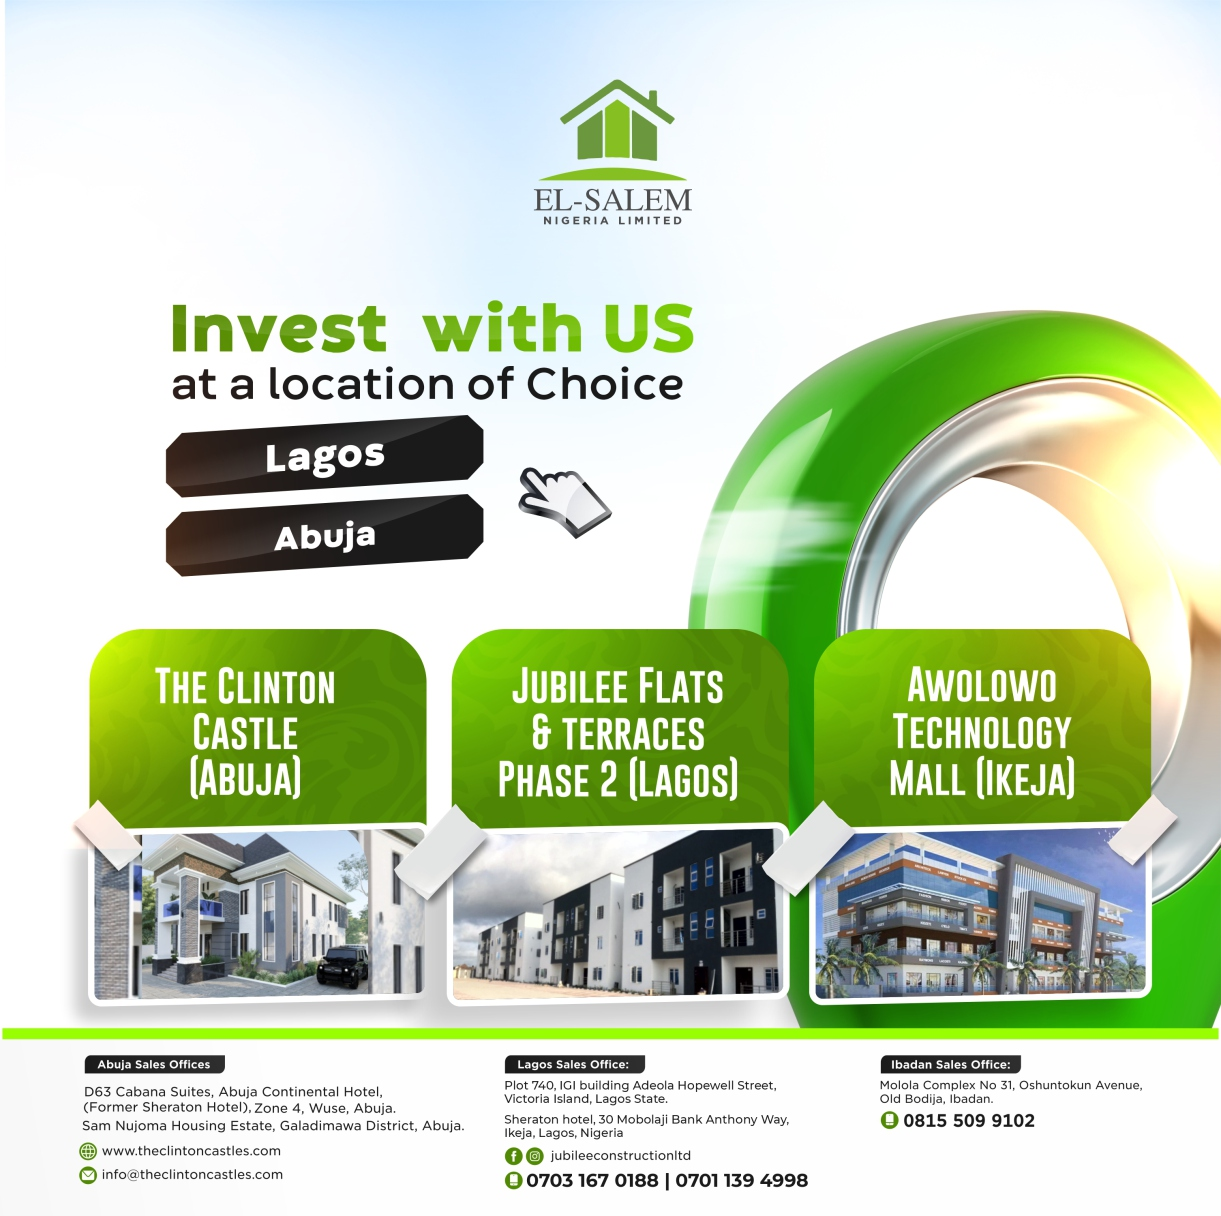 EL-SALEM
NIGERIA LIMITED
Invest with US
at a location of Choice
Lagos
Abuja
The Clinton
Castle
(Abuja)
Jubilee Flats
& terraces
Phase 2 (Lagos)
Awolowo
Technology
Mall (Ikeja)
Abuja Sales Offices
D63 Cabana Suites, Abuja Continental Hotel,
(Former Sheraton Hotel), Zone 4, Wuse, Abuja.
Sam Nujoma Housing Estate, Galadimawa District, Abuja.
www.theclintoncastles.com
info@theclintoncastles.com
Lagos Sales Office:
Plot 740, IGI building Adeola Hopewell Street,
Victoria Island, Lagos State.
Sheraton hotel, 30 Mobolaji Bank Anthony Way,
Ikeja, Lagos, Nigeria
jubileeconstructionltd
0703 167 0188 | 0701 139 4998
Ibadan Sales Office:
Molola Complex No 31, Oshuntokun Avenue,
Old Bodija, Ibadan.
0815 509 9102